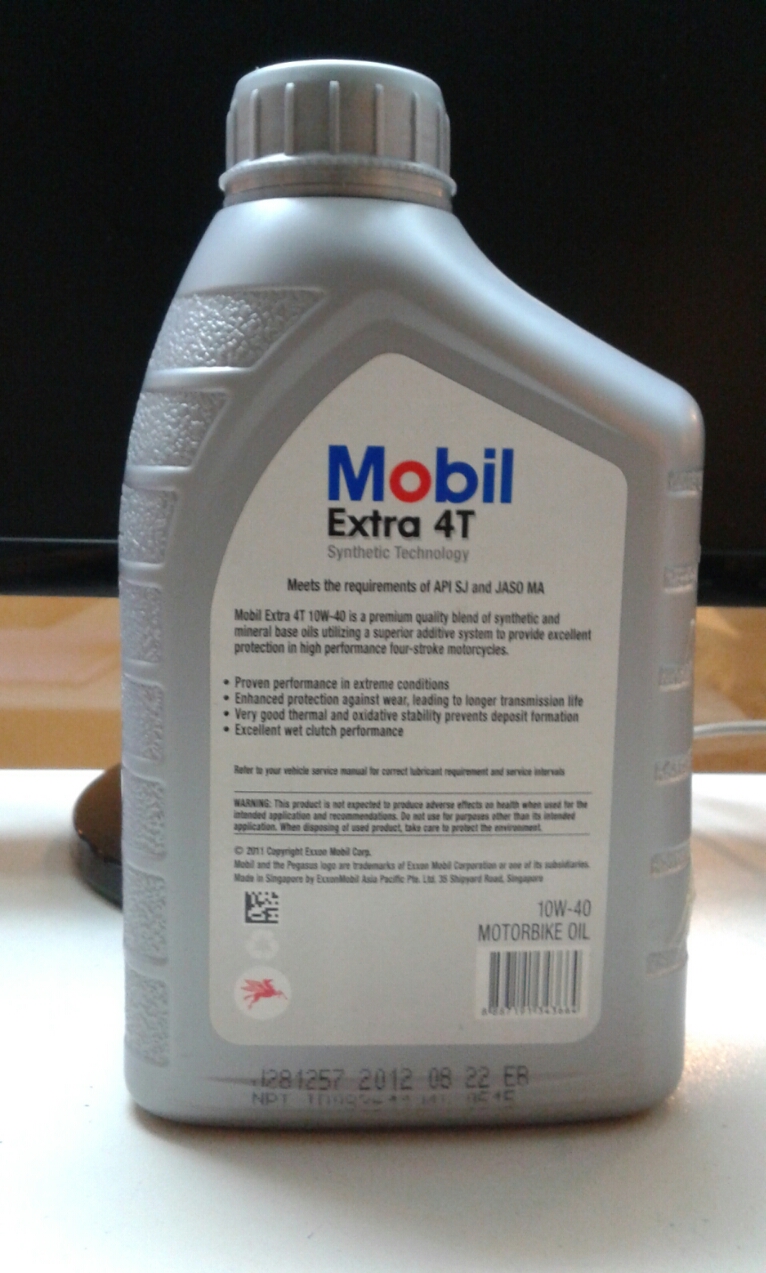 Mobil
Extra 4T
Synthetic Technology
Meets the requirements of API SJ and JASO MA
Mobil Extra 4T 10W-40 is a premium quality blend of synthetic and
mineral base oils utilizing a superior additive system to provide excellent
protection in high performance four-stroke motorcycles.
• Proven performance in extreme conditions
• Enhanced protection against wear, leading to longer transmission life
• Very good thermal and oxidative stability prevents deposit formation
• Excellent wet clutch performance
Refer to your vehicle service manual for correct lubricant requirement and service intervals
WARNING: This product is not expected to produce adverse effects on health when used for the
intended application and recommendations. Do not use for purposes other than its intended
application. When disposing of used product, take care to protect the environment.
© 2011 Copyright Exxon Mobil Corp.
Mobil and the Pegasus logo are trademarks of Exxon Mobil Corporation or one of its subsidiaries.
Made in Singapore by ExxonMobil Asia Pacific Pte. Ltd. 35 Shipyard Road, Singapore
10W-40
MOTORBIKE OIL
J281257 2012 08 22 EB
NPT